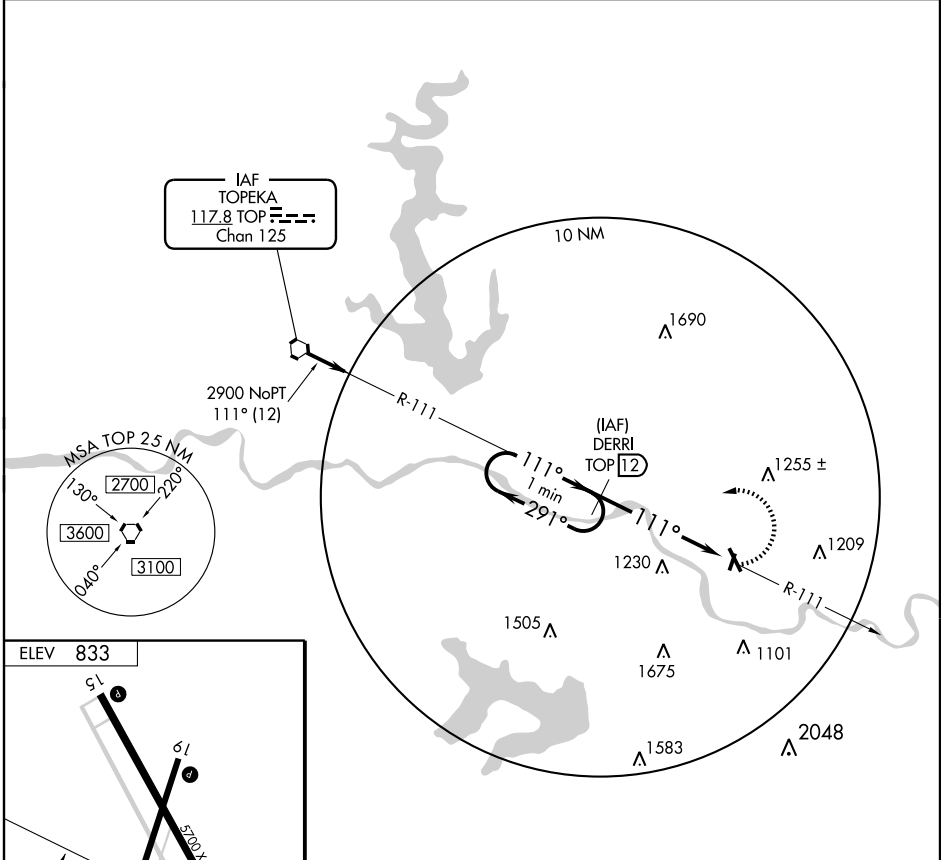 IAF
TOPEKA
117.8 TOP
Chan 125
10 NM
1690
2900 NoPT
111° (12)
R-111
(IAF)
DERRI
TOP 12
MSA TOP 25 NM
130°
2700
220°
3600
040°
3100
111°
1 min
291°
111°
1255 ±
1230
1209
R-111
1505
1675
1101
1583
2048
ELEV 833
15
P
19
P
5700 X